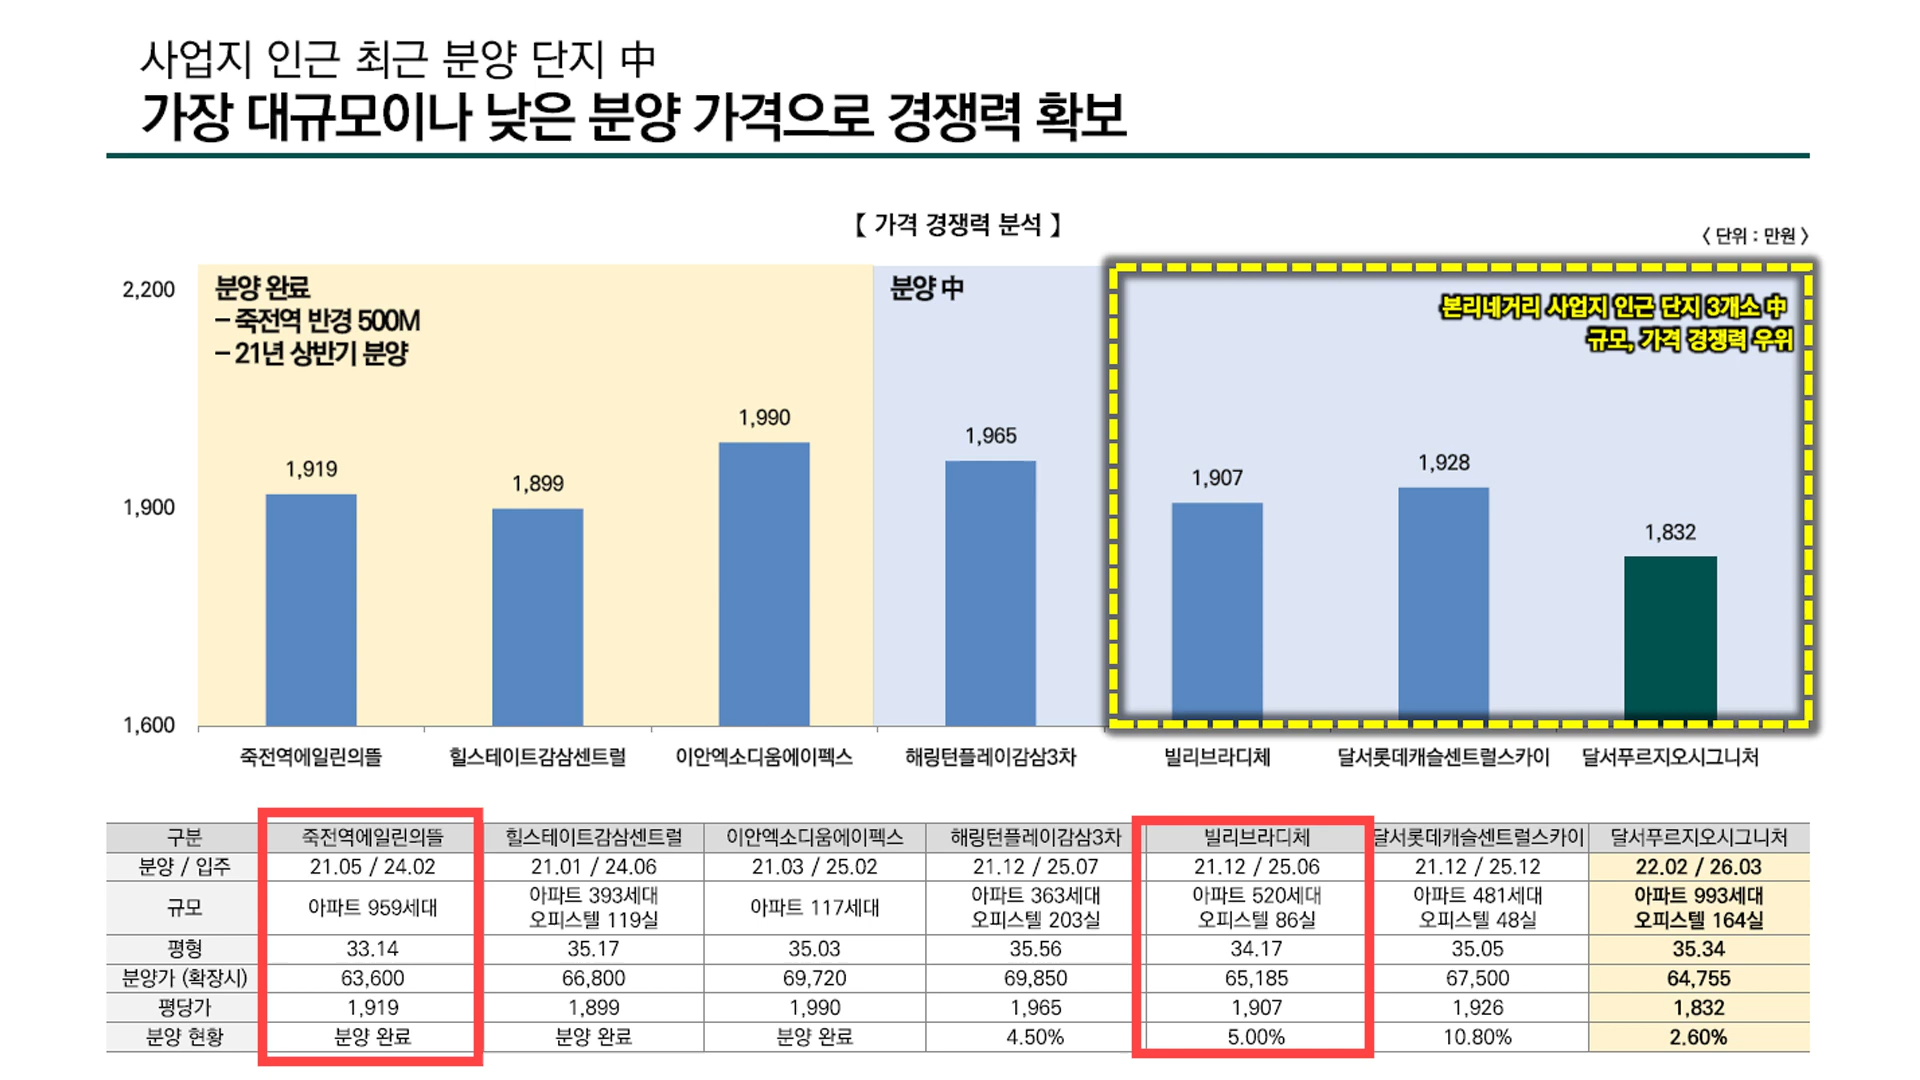 사업지 인근 최근 분양 단지 中
가장 대규모이나 낮은 분양 가격으로 경쟁력 확보
【 가격 경쟁력 분석 】
〈 단위 : 만원 〉
2,200
1,900
1,600
분양 완료
– 죽전역 반경 500M
– 21년 상반기 분양
분양 中
본리네거리 사업지 인근 단지 3개소 中
규모, 가격 경쟁력 우위
1,919
1,899
1,990
1,965
1,907
1,928
1,832
죽전역에일린의뜰 힐스테이트감삼센트럴 이안엑소디움에이펙스 해링턴플레이감삼3차 빌리브라디체 달서롯데캐슬센트럴스카이 달서푸르지오시그니처
구분 죽전역에일린의뜰 힐스테이트감삼센트럴 이안엑소디움에이펙스 해링턴플레이감삼3차 빌리브라디체 달서롯데캐슬센트럴스카이 달서푸르지오시그니처
분양 / 입주 21.05 / 24.02 21.01 / 24.06 21.03 / 25.02 21.12 / 25.07 21.12 / 25.06 21.12 / 25.12 22.02 / 26.03
규모 아파트 959세대 아파트 393세대 오피스텔 119실 아파트 117세대 아파트 363세대 오피스텔 203실 아파트 520세대 오피스텔 86실 아파트 481세대 오피스텔 48실 아파트 993세대 오피스텔 164실
평형 33.14 35.17 35.03 35.56 34.17 35.05 35.34
분양가 (확장시) 63,600 66,800 69,720 69,850 65,185 67,500 64,755
평당가 1,919 1,899 1,990 1,965 1,907 1,926 1,832
분양 현황 분양 완료 분양 완료 분양 완료 4.50% 5.00% 10.80% 2.60%